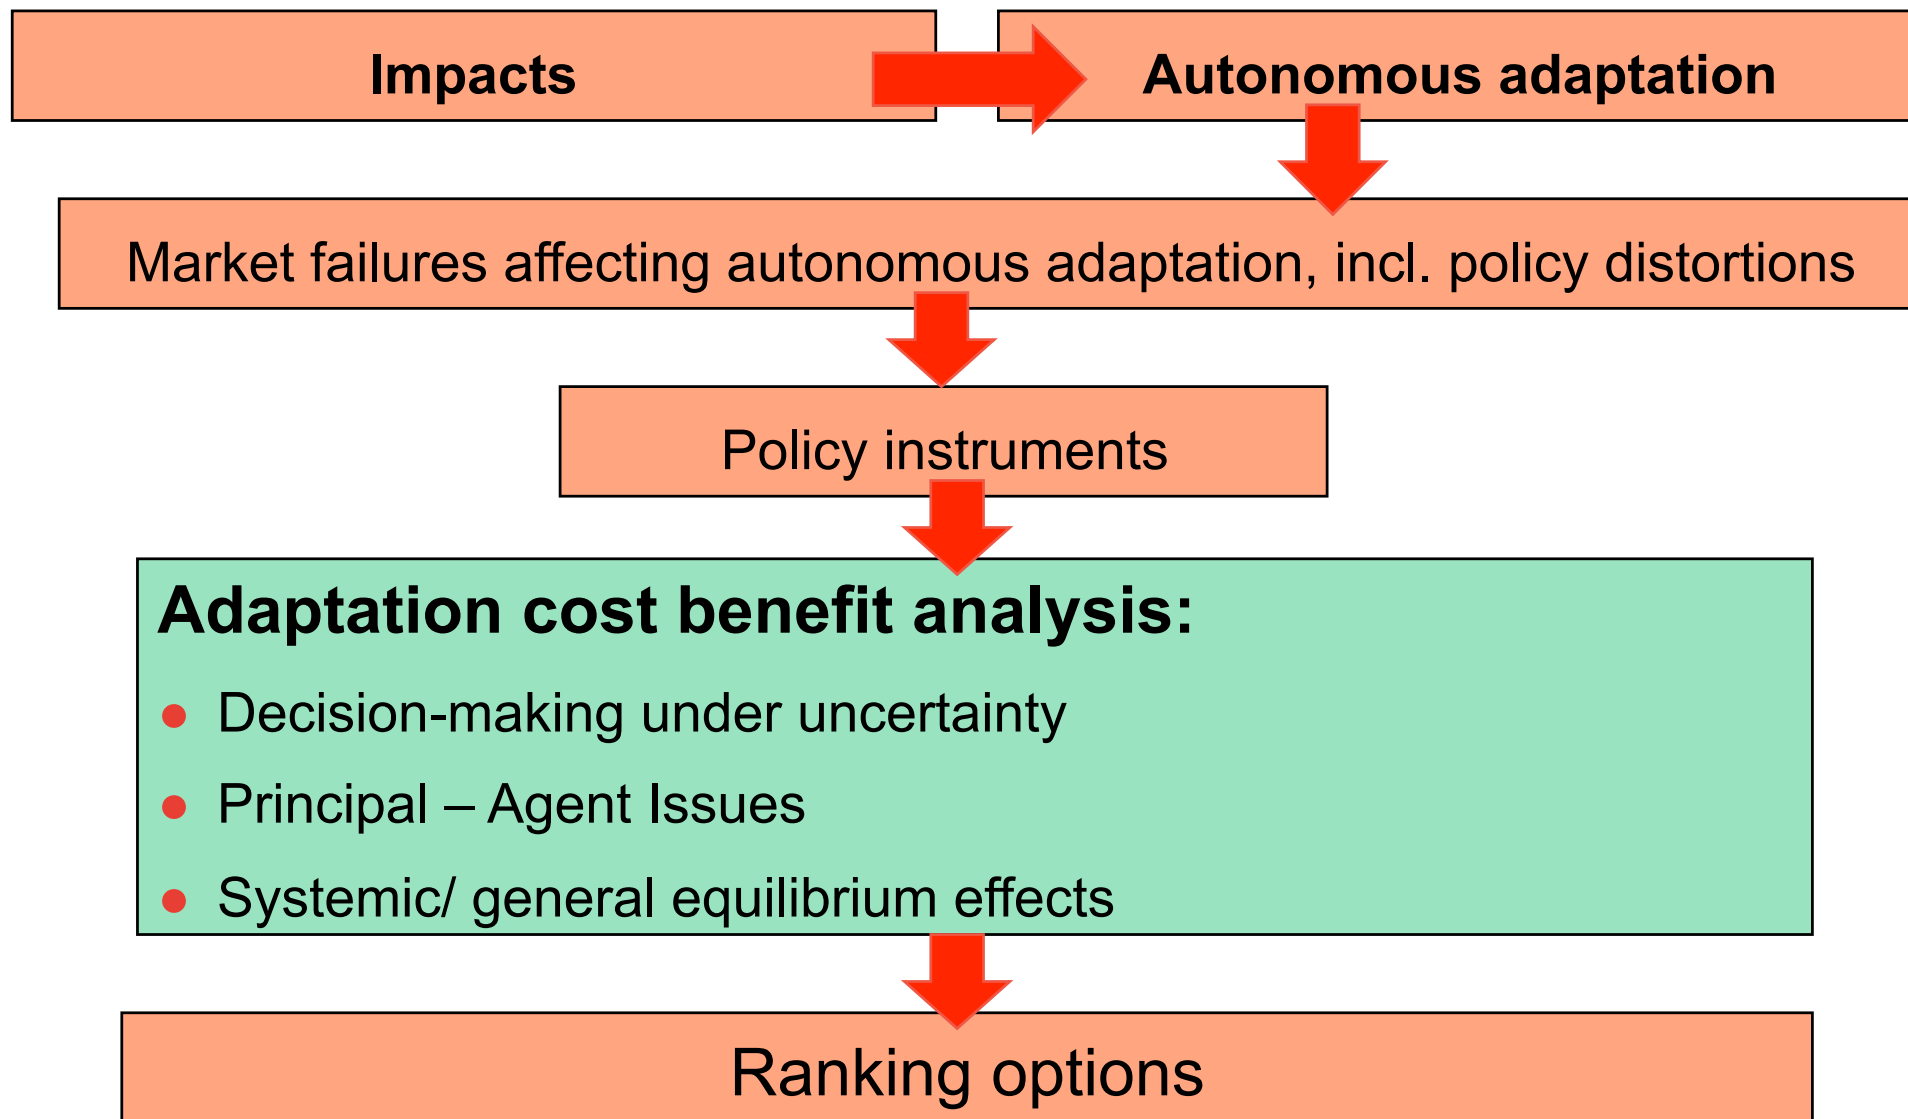 Impacts
Autonomous adaptation
Market failures affecting autonomous adaptation, incl. policy distortions
Policy instruments
Adaptation cost benefit analysis:
● Decision-making under uncertainty
● Principal – Agent Issues
● Systemic/ general equilibrium effects
Ranking options